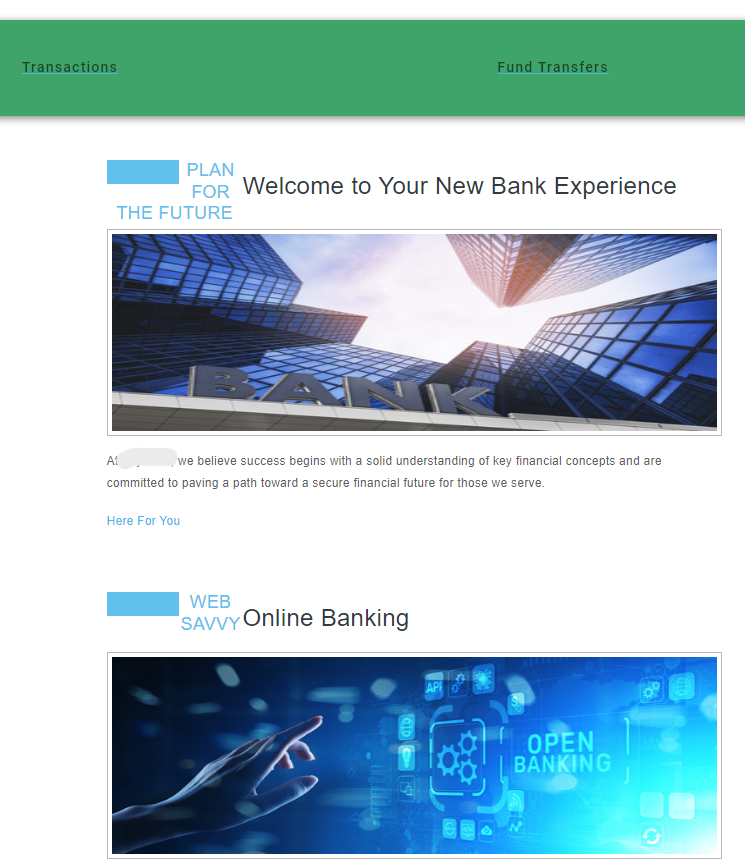 Transactions
Fund Transfers
PLAN
FOR
THE FUTURE
Welcome to Your New Bank Experience
BANK
At we believe success begins with a solid understanding of key financial concepts and are
committed to paving a path toward a secure financial future for those we serve.
Here For You
WEB
SAVVY
Online Banking
API
OPEN
BANKING